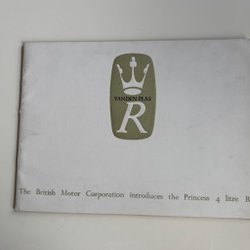 VANDEN PLAS
R
The British Motor Corporation introduces the Princess 4 litre R